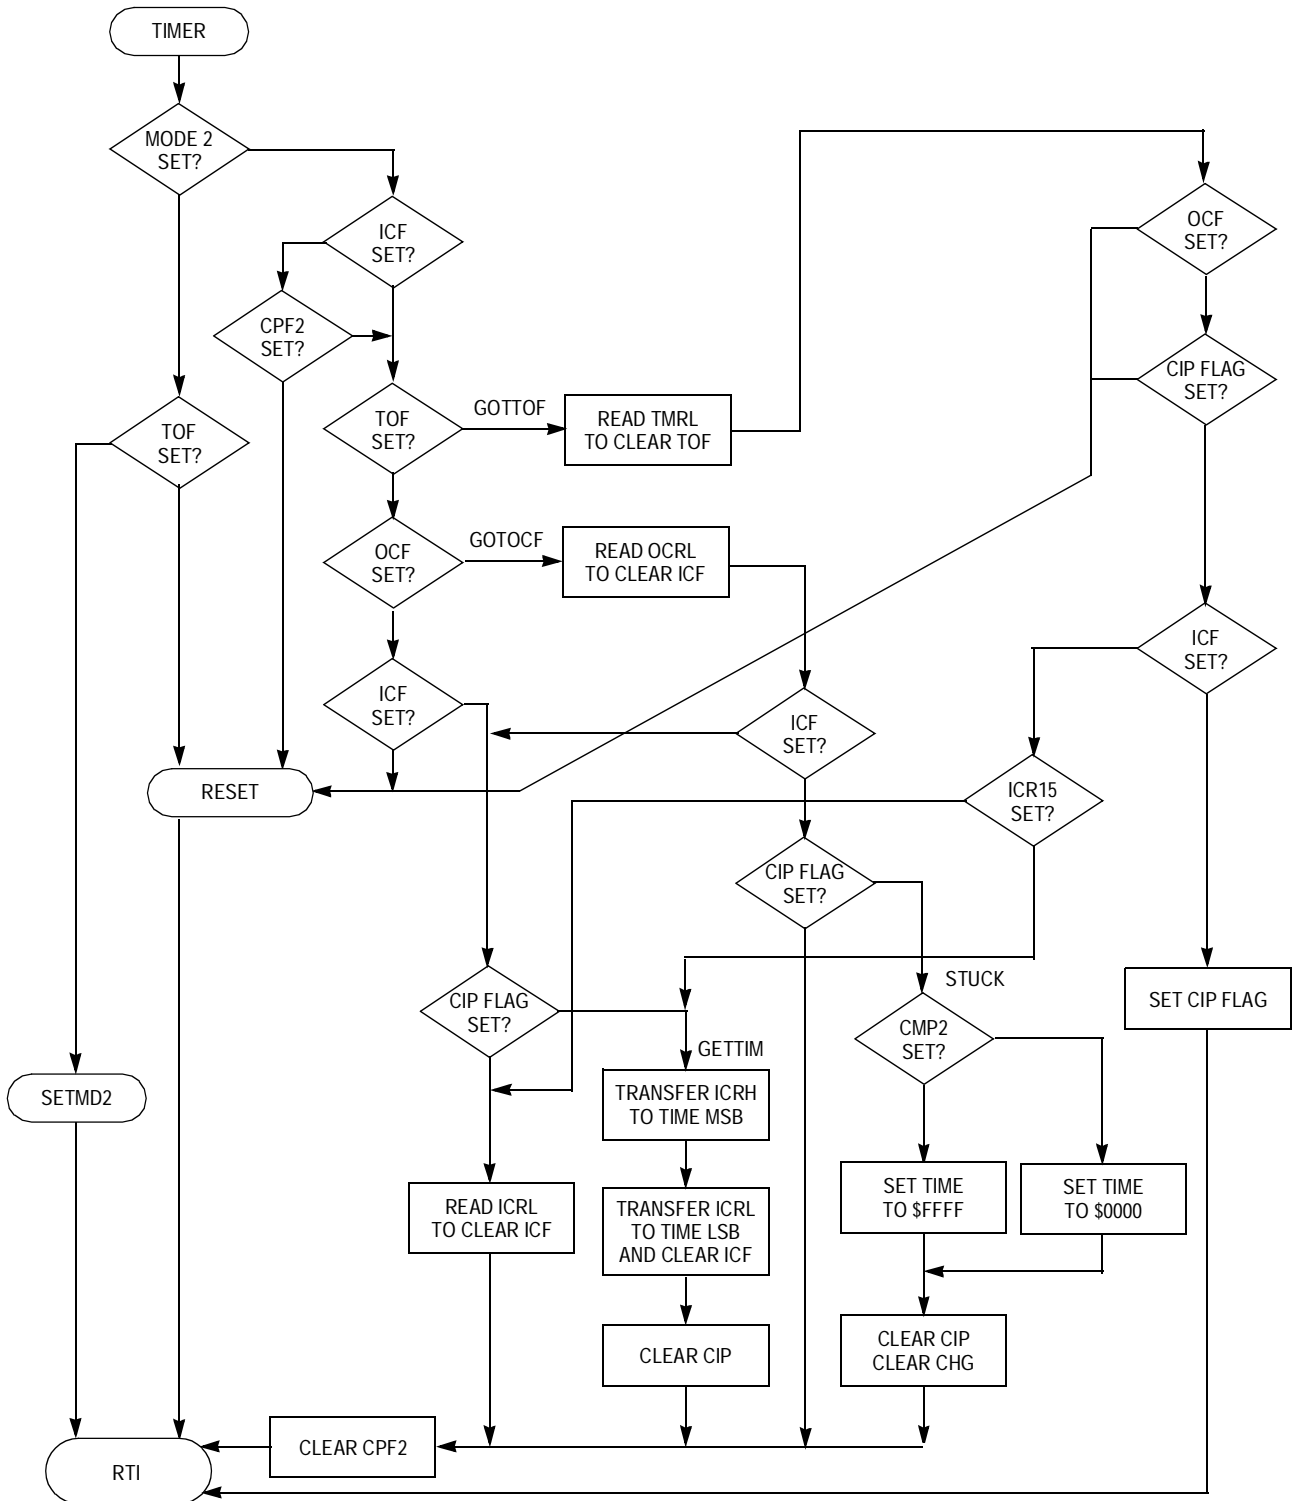 TIMER
MODE 2
SET?
ICF
SET?
OCF
SET?
CPF2
SET?
CIP FLAG
SET?
TOF
SET?
TOF
SET?
GOTTOF
READ TMRL
TO CLEAR TOF
OCF
SET?
GOTOCF
READ OCRL
TO CLEAR ICF
ICF
SET?
ICF
SET?
ICF
SET?
RESET
ICR15
SET?
CIP FLAG
SET?
STUCK
CIP FLAG
SET?
SET CIP FLAG
GETTIM
CMP2
SET?
SETMD2
TRANSFER ICRH
TO TIME MSB
READ ICRL
TO CLEAR ICF
TRANSFER ICRL
TO TIME LSB
AND CLEAR ICF
SET TIME
TO $FFFF
SET TIME
TO $0000
CLEAR CIP
CLEAR CIP
CLEAR CHG
CLEAR CPF2
RTI